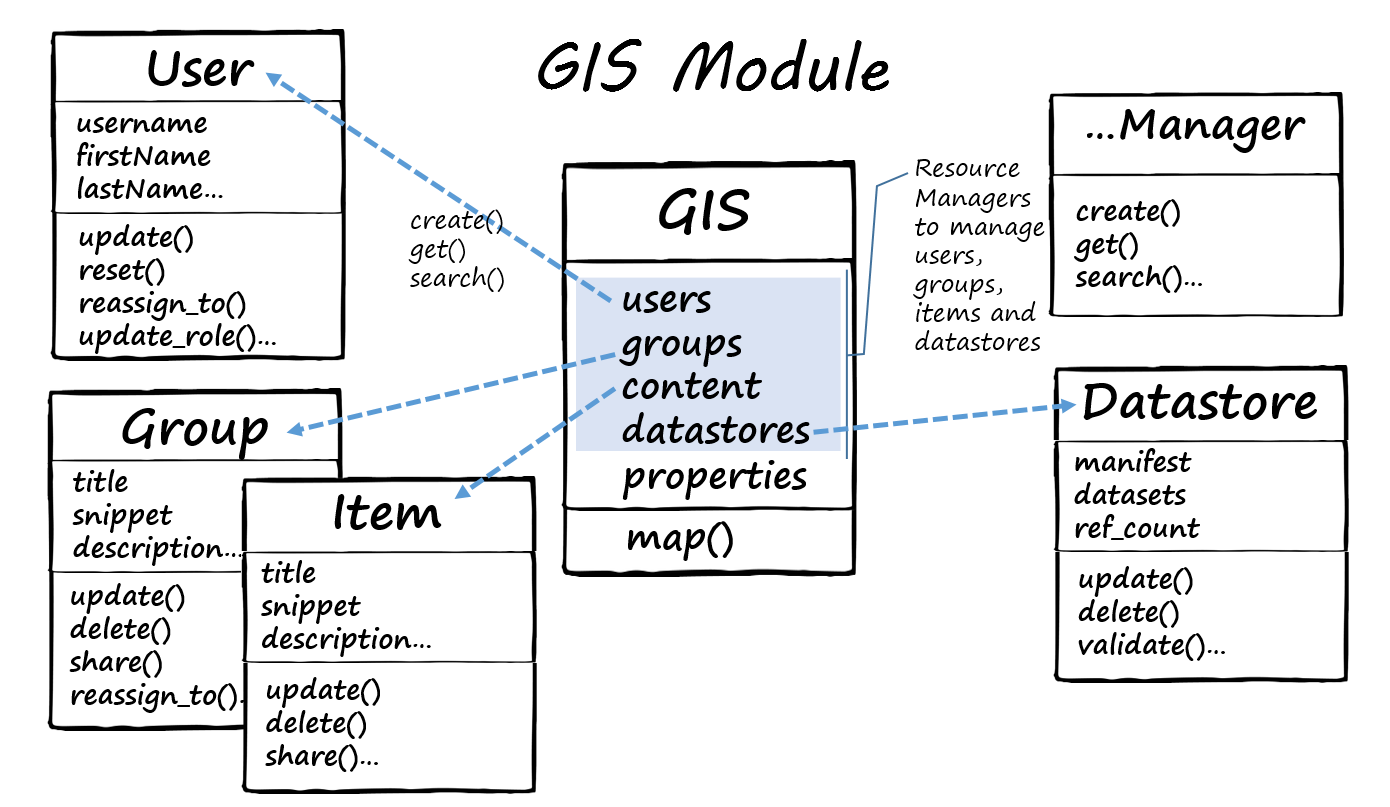 GIS Module
User
username
firstName
lastName...
update()
reset()
reassign_to()
update_role()...
create()
get()
search()
GIS
users
groups
content
datastores
properties
map()
Resource
Managers
to manage
users,
groups,
items and
datastores
...Manager
create()
get()
search()...
Group
title
snippet
description...
update()
delete()
share()
reassign_to().
Item
title
snippet
description...
update()
delete()
share()...
Datastore
manifest
datasets
ref_count
update()
delete()
validate()...